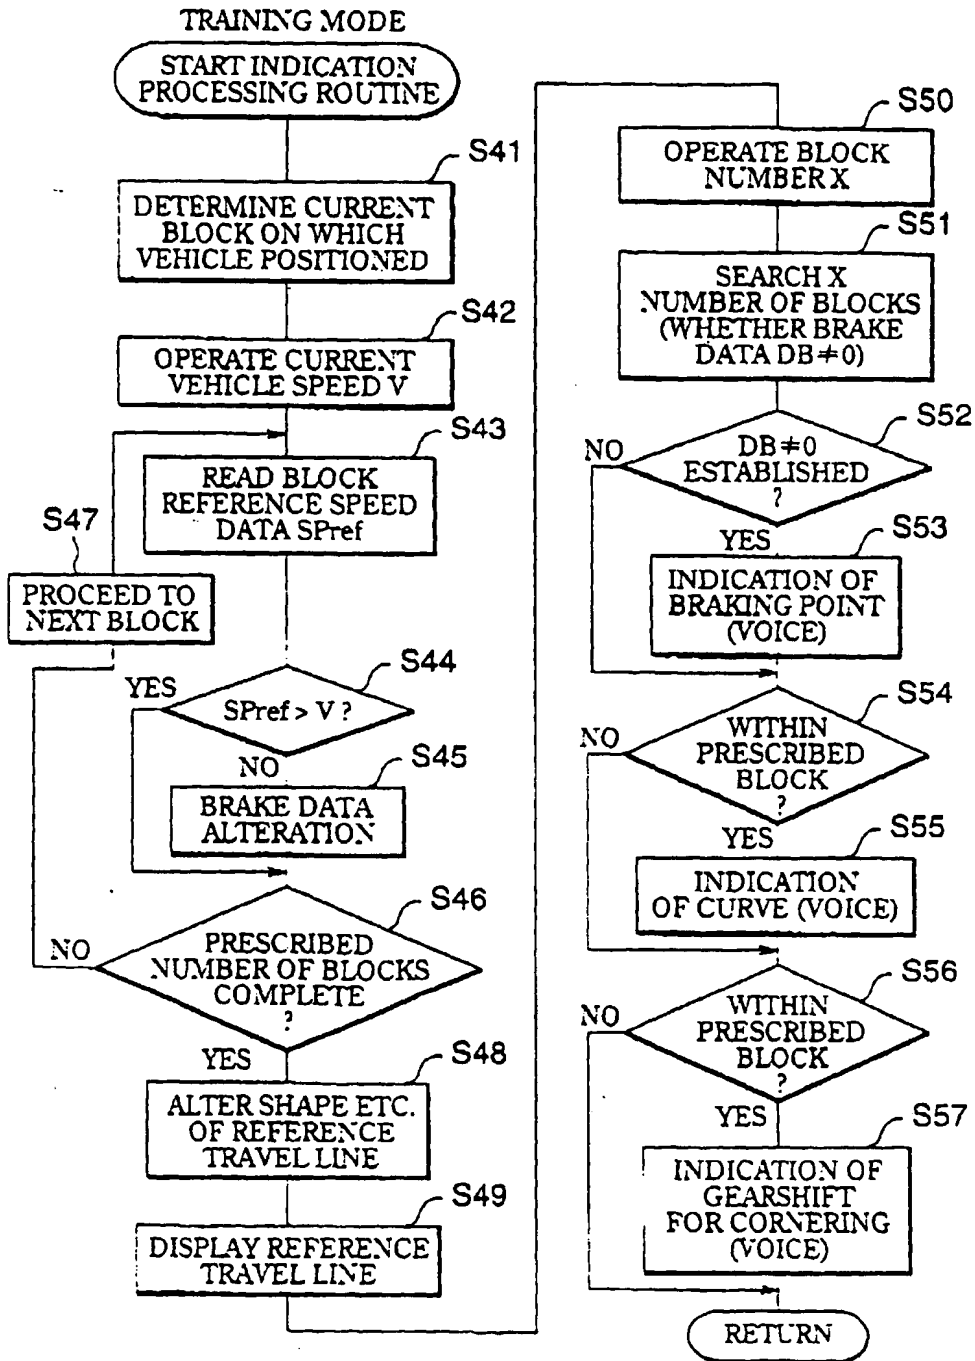 TRAINING MODE
START INDICATION
PROCESSING ROUTINE
S41
DETERMINE CURRENT
BLOCK ON WHICH
VEHICLE POSITIONED
S42
OPERATE CURRENT
VEHICLE SPEED V
S43
READ BLOCK
REFERENCE SPEED
DATA SPref
S47
PROCEED TO
NEXT BLOCK
S44
YES
SPref > V ?
NO
S45
BRAKE DATA
ALTERATION
S46
NO
PRESCRIBED
NUMBER OF BLOCKS
COMPLETE
?
YES
S48
ALTER SHAPE ETC.
OF REFERENCE
TRAVEL LINE
S49
DISPLAY REFERENCE
TRAVEL LINE
S50
OPERATE BLOCK
NUMBER X
S51
SEARCH X
NUMBER OF BLOCKS
(WHETHER BRAKE
DATA DB≠0)
S52
NO
DB≠0
ESTABLISHED
?
YES
S53
INDICATION OF
BRAKING POINT
(VOICE)
S54
NO
WITHIN
PRESCRIBED
BLOCK
?
YES
S55
INDICATION
OF CURVE (VOICE)
S56
NO
WITHIN
PRESCRIBED
BLOCK
?
YES
S57
INDICATION OF
GEARSHIFT
FOR CORNERING
(VOICE)
RETURN